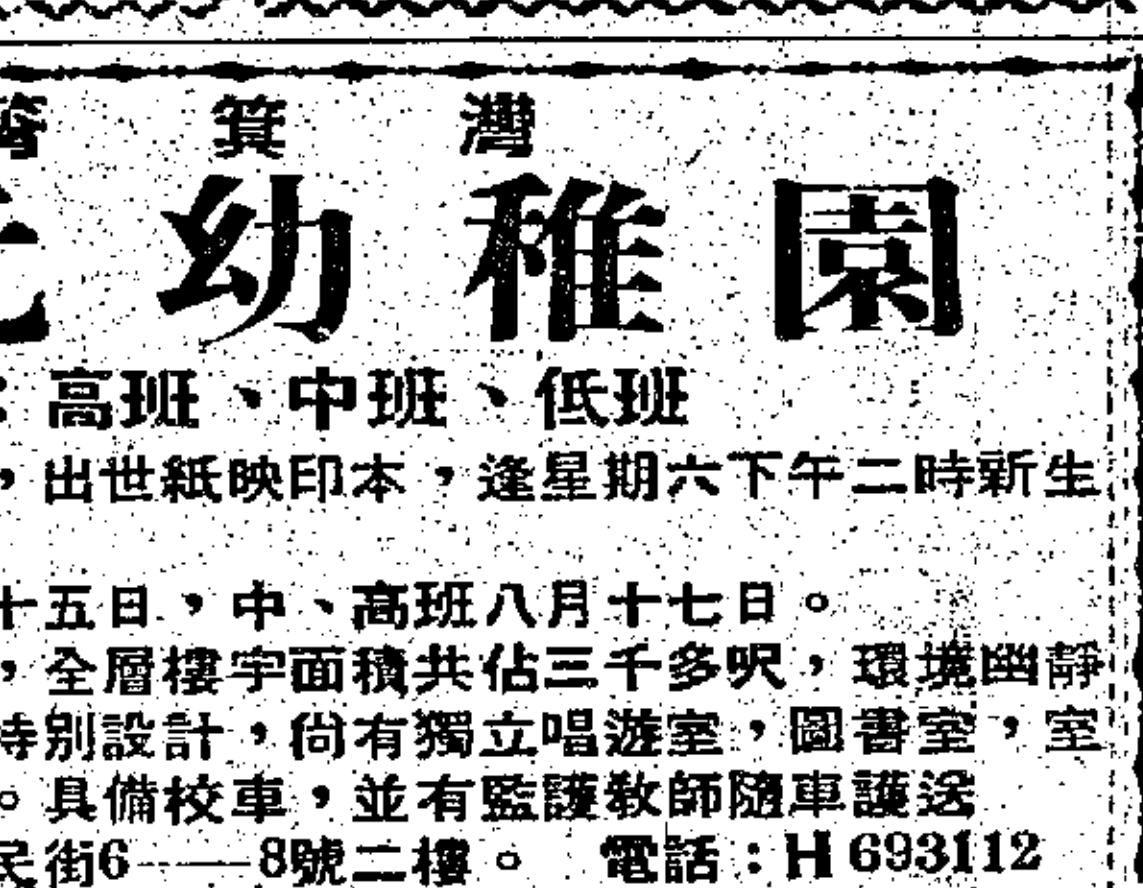 筲箕灣
幼稚園
：高班、中班、低班
，出世紙映印本，逢星期六下午二時新生
十五日，中、高班八月十七日。
，全層樓宇面積共佔三千多呎，環境幽靜
特別設計，尚有獨立唱遊室，圖書室，室
。具備校車，並有監護教師隨車護送
民街6——8號二樓。 電話：H 693112